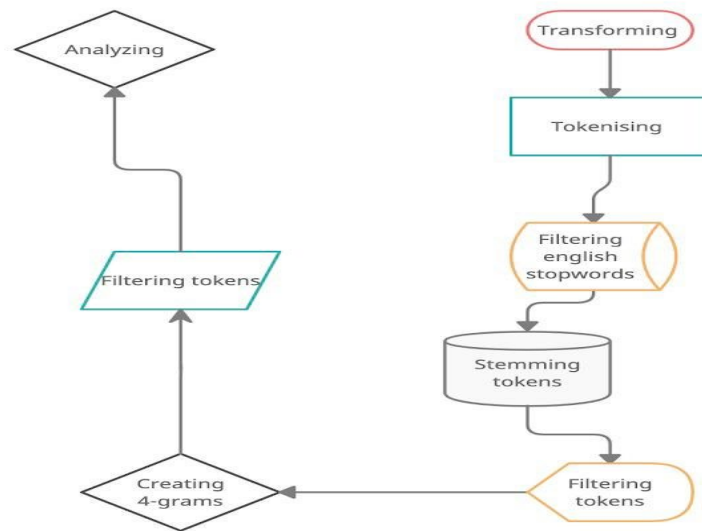 Transforming
Tokenising
Filtering
english
stopwords
Stemming
tokens
Filtering
tokens
Creating
4-grams
Filtering tokens
Analyzing